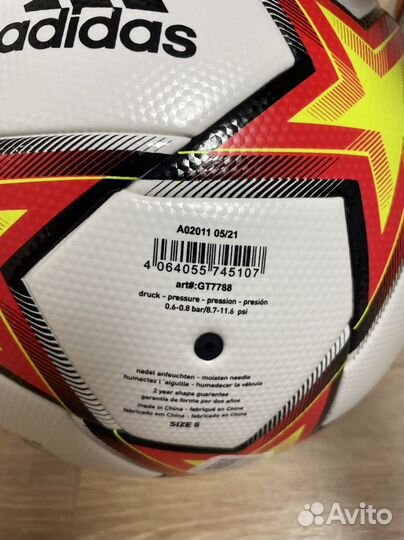 adidas
A02011 05/21
4 064055 745107
art#:GT7788
druck - pressure - pression - presión
0.6-0.8 bar/8.7-11.6 psi
nadel anfeuchten - moisten needle
humectez l´aiguille - humedecer la válvula
2 year shape guarantee
garantía de forma por dos años
made in China - fabriqué en China
fabricado em China - fabricado en China
SIZE 5
Avito